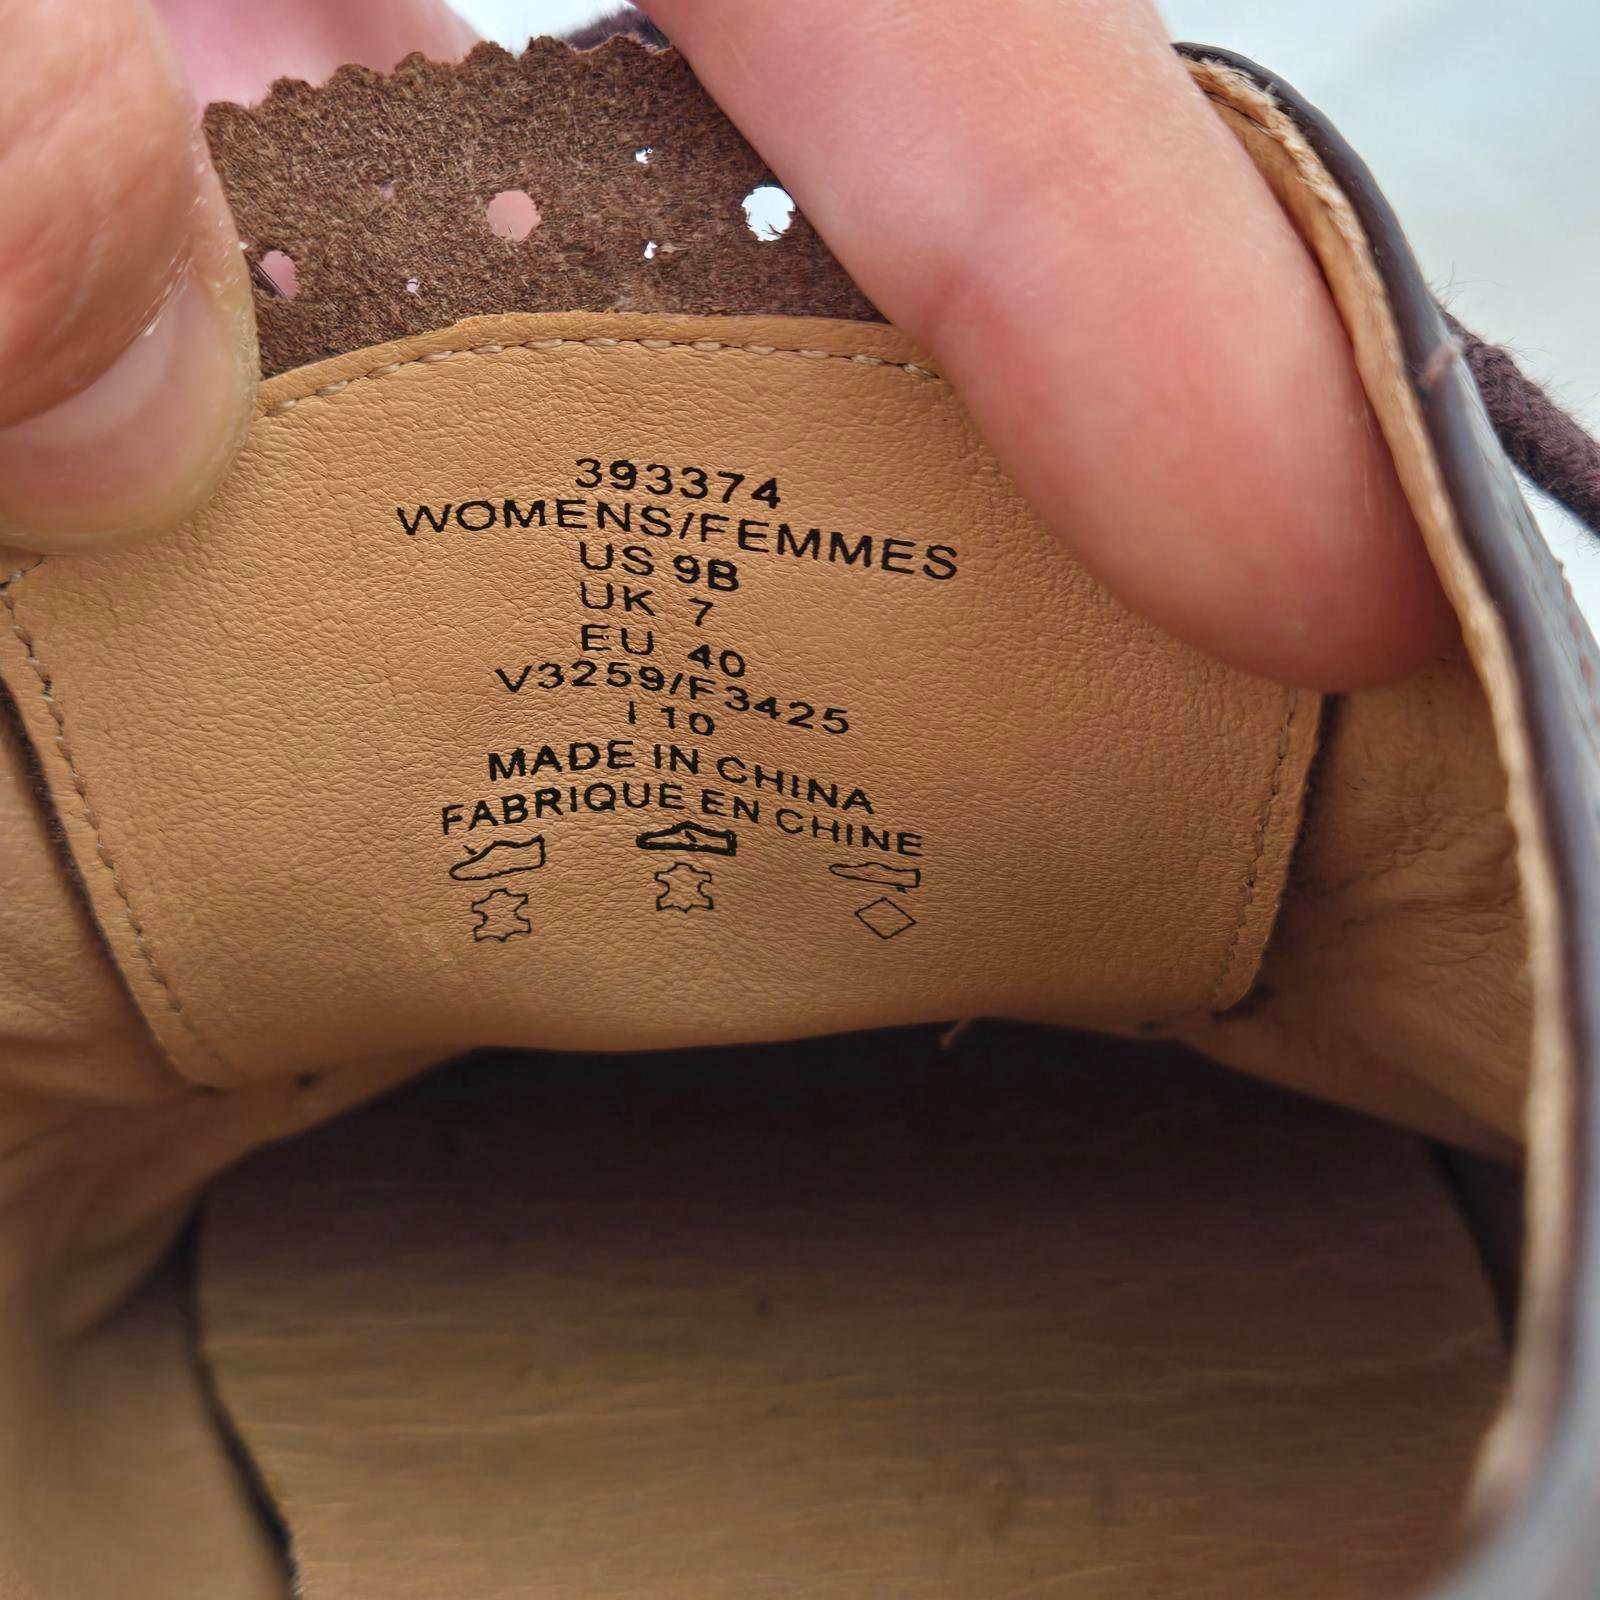 393374
WOMENS/FEMMES
US 9B
UK 7
EU 40
V3259/F3425
I 10
MADE IN CHINA
FABRIQUE EN CHINE